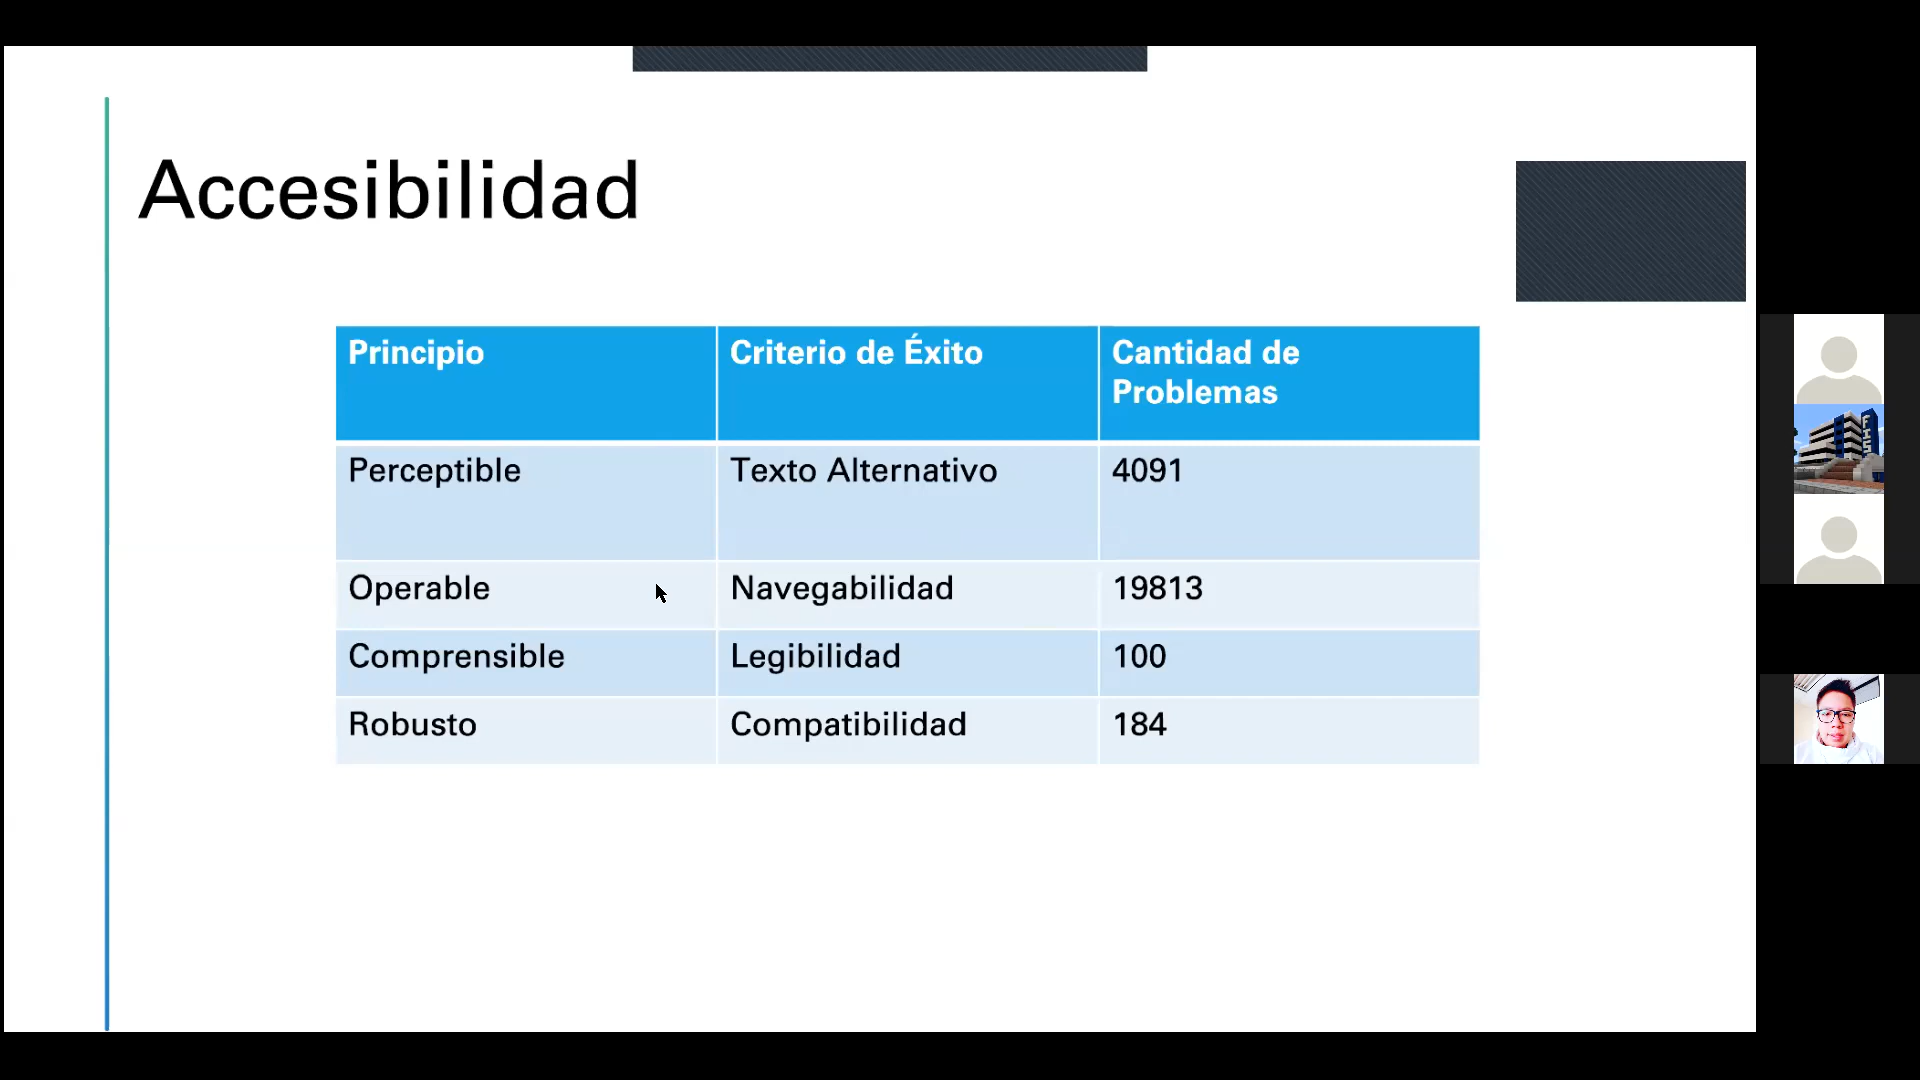 Accesibilidad
Principio
Criterio de Éxito
Cantidad de
Problemas
Perceptible
Texto Alternativo
4091
Operable
Navegabilidad
19813
Comprensible
Legibilidad
100
Robusto
Compatibilidad
184